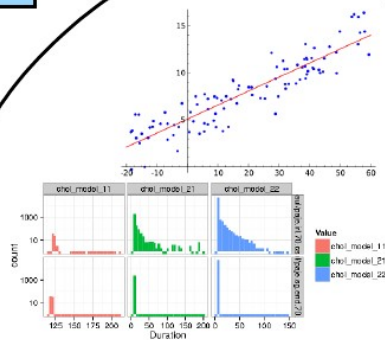 15
10
5
-20 -10 0 10 20 30 40 50 60
chol_model_11 chol_model_21 chol_model_22
1000
10
1000
10
count
125 150 175 200 0 50 100 150 200 0 50 100 150
Duration
Value
chol_model_11
chol_model_21
chol_model_22